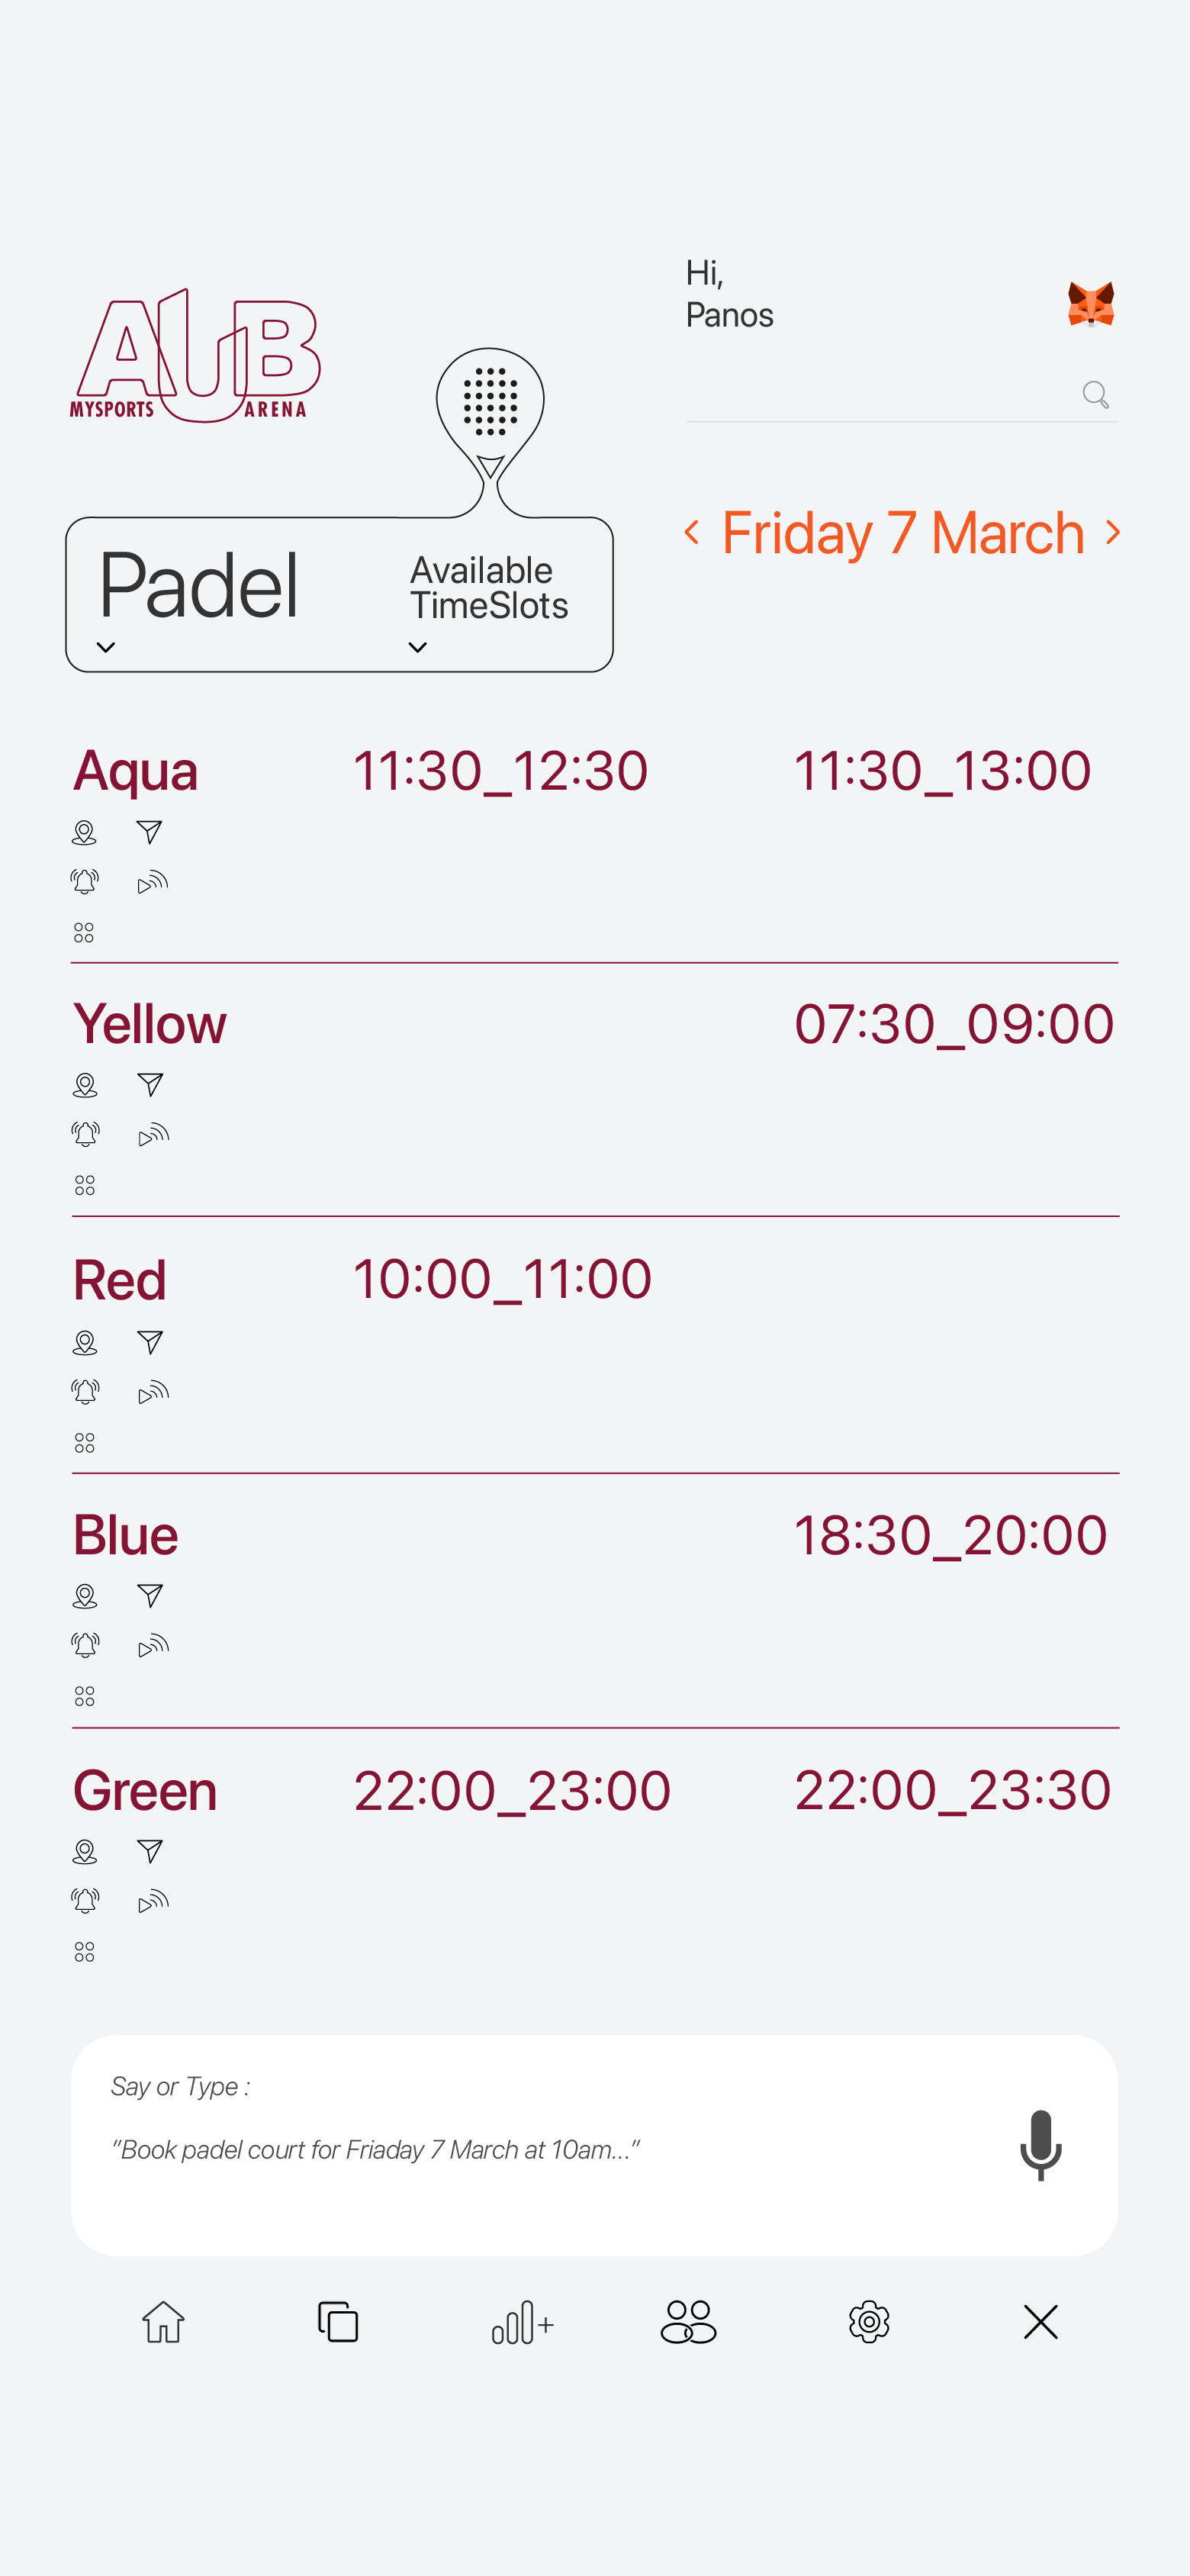 Hi,
Panos
AUB
MYSPORTS ARENA
Friday 7 March
Padel
Available
TimeSlots
Aqua 11:30_12:30 11:30_13:00
Yellow 07:30_09:00
Red 10:00_11:00
Blue 18:30_20:00
Green 22:00_23:00 22:00_23:30
Say or Type :
"Book padel court for Friaday 7 March at 10am..."